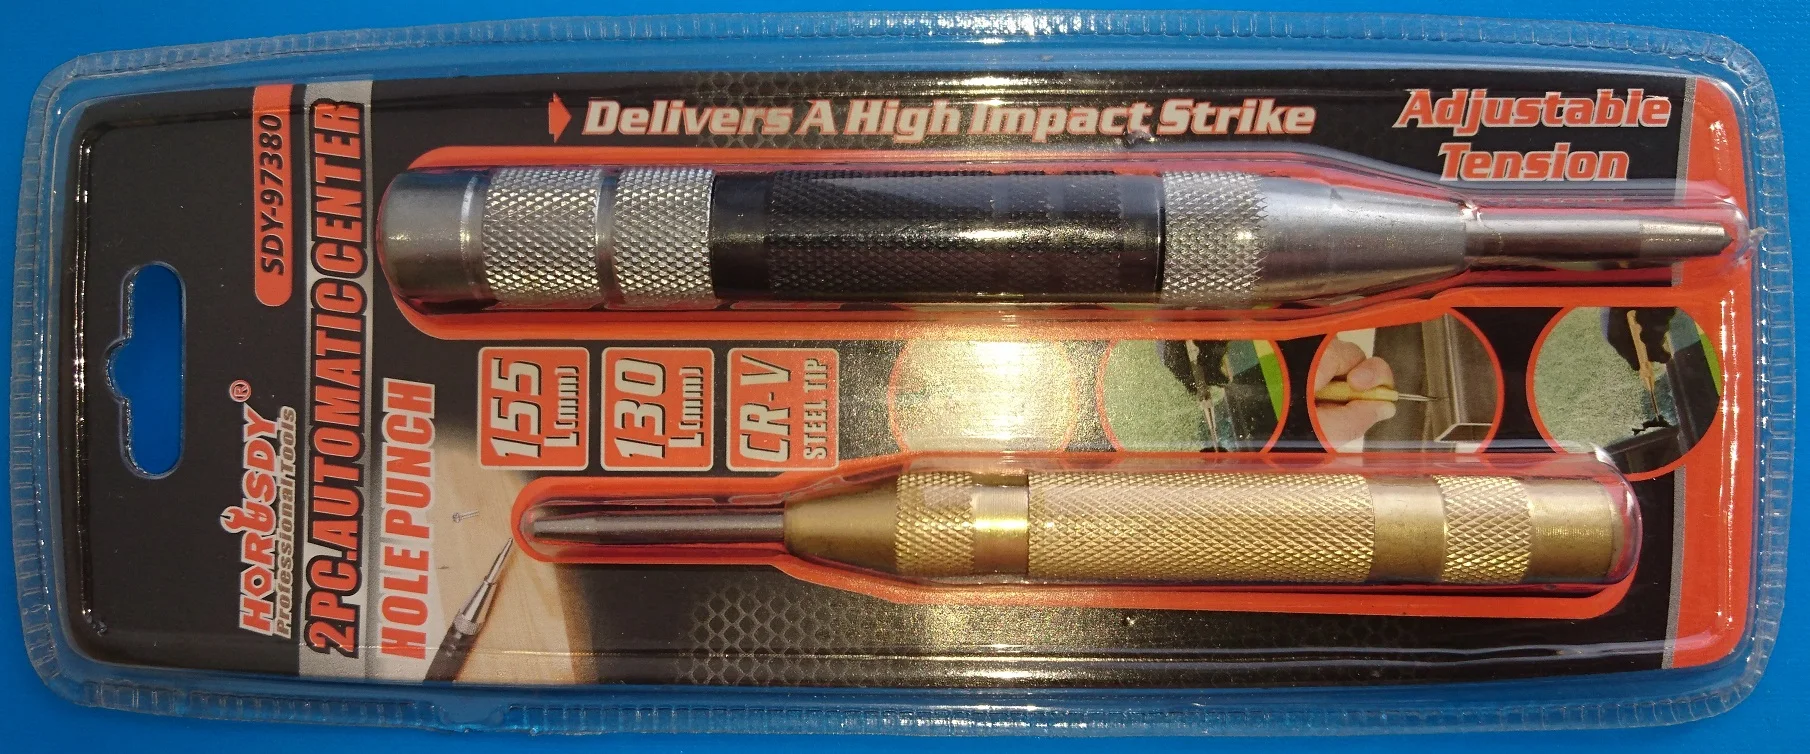 Delivers A High Impact Strike
Adjustable
Tension
SDY-97380
HORUSDY®
Professional Tools
2PC.AUTOMATIC CENTER
HOLE PUNCH
155
L(mm)
130
L(mm)
CR-V
STEEL TIP